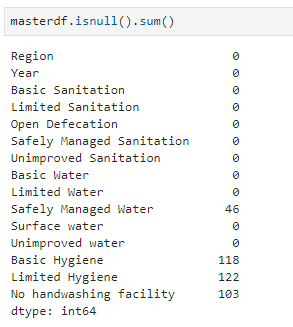 masterdf.isnull().sum()
Region 0
Year 0
Basic Sanitation 0
Limited Sanitation 0
Open Defecation 0
Safely Managed Sanitation 0
Unimproved Sanitation 0
Basic Water 0
Limited Water 0
Safely Managed Water 46
Surface water 0
Unimproved water 0
Basic Hygiene 118
Limited Hygiene 122
No handwashing facility 103
dtype: int64